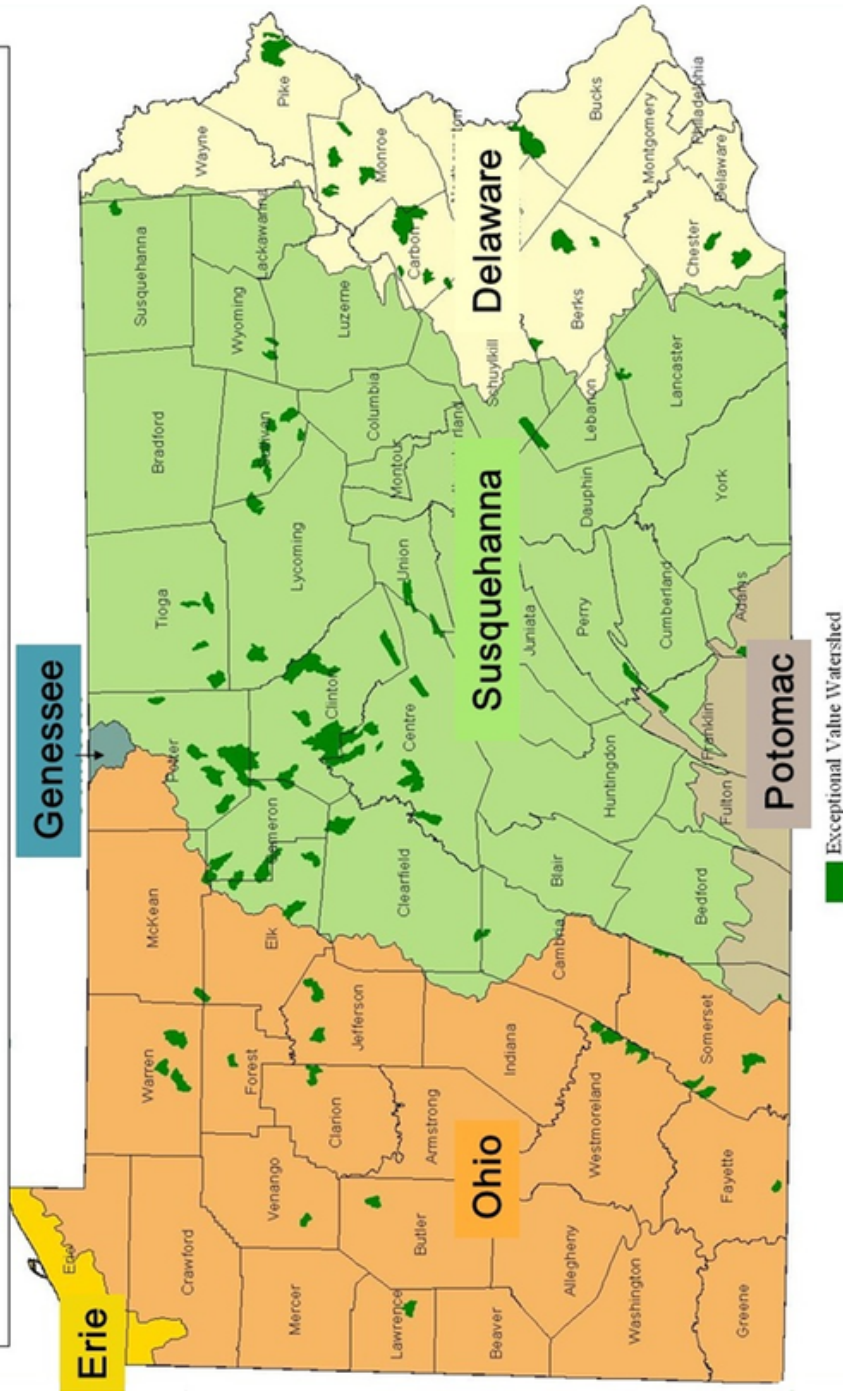 Genessee
Erie
Ohio
Susquehanna
Delaware
Potomac
Erie
Crawford
Warren
McKean
Potter
Tioga
Bradford
Susquehanna
Wayne
Pike
Mercer
Venango
Forest
Elk
Cameron
Clinton
Lycoming
Sullivan
Wyoming
Lackawanna
Monroe
Lawrence
Butler
Clarion
Jefferson
Clearfield
Centre
Union
Montour
Columbia
Luzerne
Carbon
Beaver
Armstrong
Indiana
Cambria
Blair
Huntingdon
Juniata
Perry
Dauphin
Lebanon
Schuylkill
Berks
Bucks
Allegheny
Westmoreland
Washington
Greene
Fayette
Somerset
Bedford
Fulton
Franklin
Cumberland
Adams
York
Lancaster
Chester
Montgomery
Delaware
Philadelphia
Exceptional Value Watershed